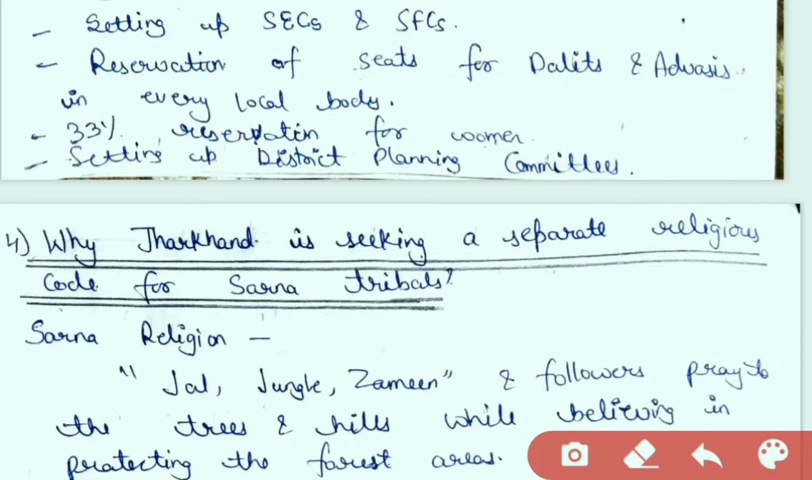 - Setting up SECs & SFCs.
- Reservation of seats for Dalits & Adwasis
in every local body.
- 33% reservation for women.
- Setting up District Planning Committees.
4) Why Jharkhand is seeking a separate religious
Code for Sarna tribals?
Sarna Religion -
"Jal, Jungle, Zameen" & followers pray to
the trees & hills while believing in
protecting the forest areas.